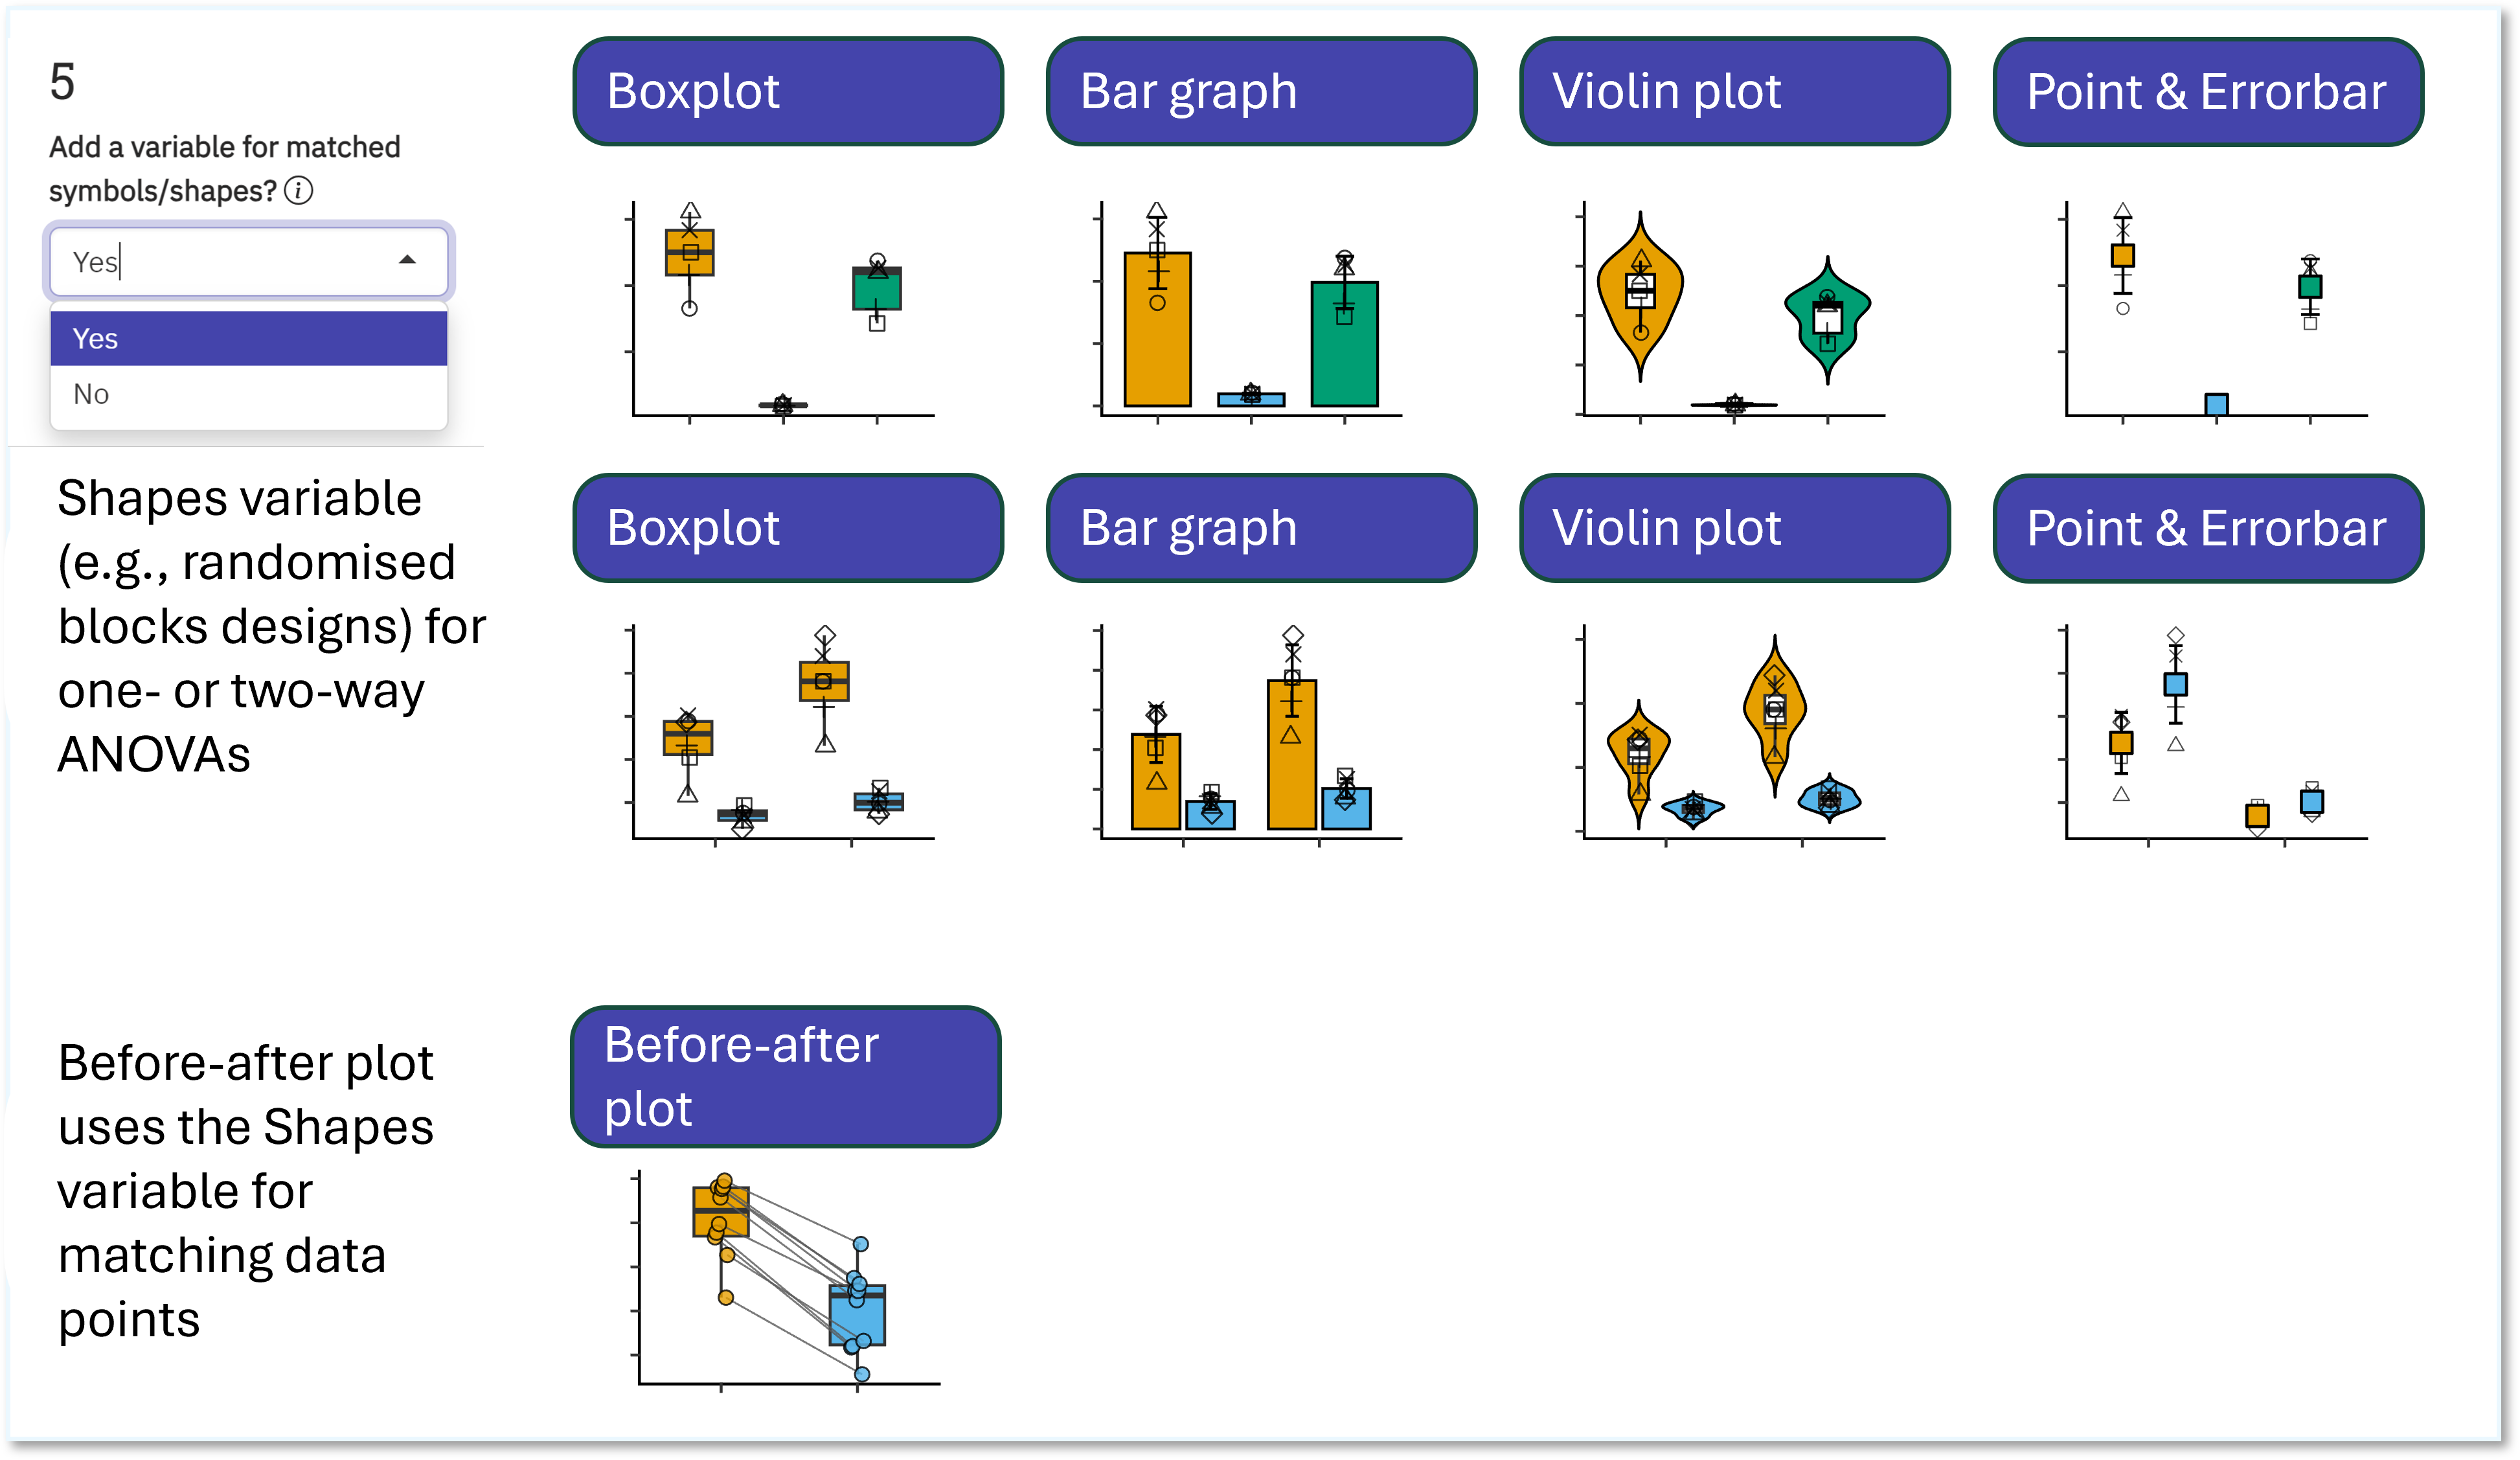 5
Add a variable for matched
symbols/shapes? i
Yes
Yes
No
Boxplot
Bar graph
Violin plot
Point & Errorbar
Shapes variable
(e.g., randomised
blocks designs) for
one- or two-way
ANOVAs
Boxplot
Bar graph
Violin plot
Point & Errorbar
Before-after plot
uses the Shapes
variable for
matching data
points
Before-after
plot